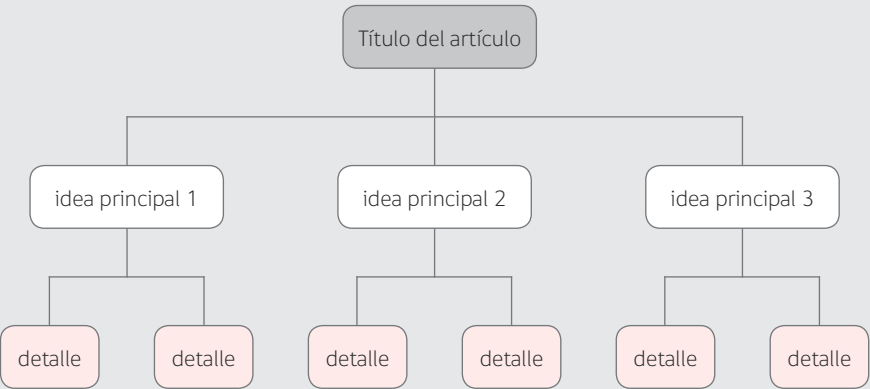 Título del artículo
idea principal 1
idea principal 2
idea principal 3
detalle
detalle
detalle
detalle
detalle
detalle